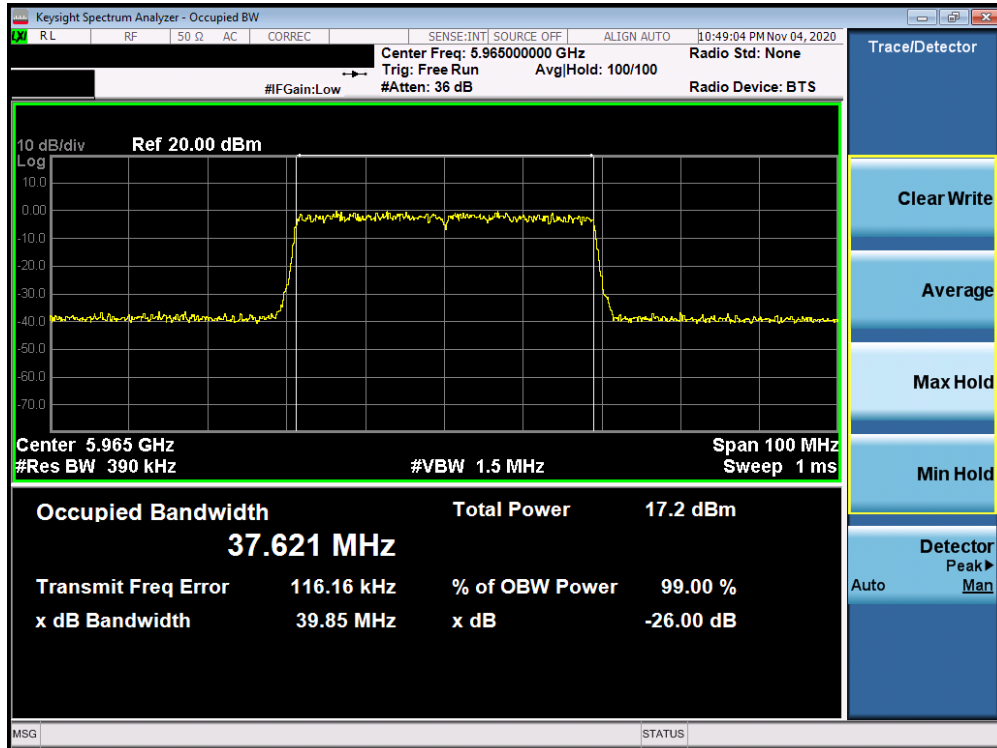 Keysight Spectrum Analyzer - Occupied BW
LXI RL RF 50 Ω AC CORREC SENSE:INT SOURCE OFF ALIGN AUTO 10:49:04 PM Nov 04, 2020
Center Freq: 5.965000000 GHz Radio Std: None
Trig: Free Run Avg|Hold: 100/100
#IFGain:Low #Atten: 36 dB Radio Device: BTS
Trace/Detector
10 dB/div Ref 20.00 dBm
Log
10.0
0.00
-10.0
-20.0
-30.0
-40.0
-50.0
-60.0
-70.0
Center 5.965 GHz Span 100 MHz
#Res BW 390 kHz #VBW 1.5 MHz Sweep 1 ms
Clear Write
Average
Max Hold
Min Hold
Detector
Peak▶
Auto Man
Occupied Bandwidth Total Power 17.2 dBm
37.621 MHz
Transmit Freq Error 116.16 kHz % of OBW Power 99.00 %
x dB Bandwidth 39.85 MHz x dB -26.00 dB
MSG STATUS